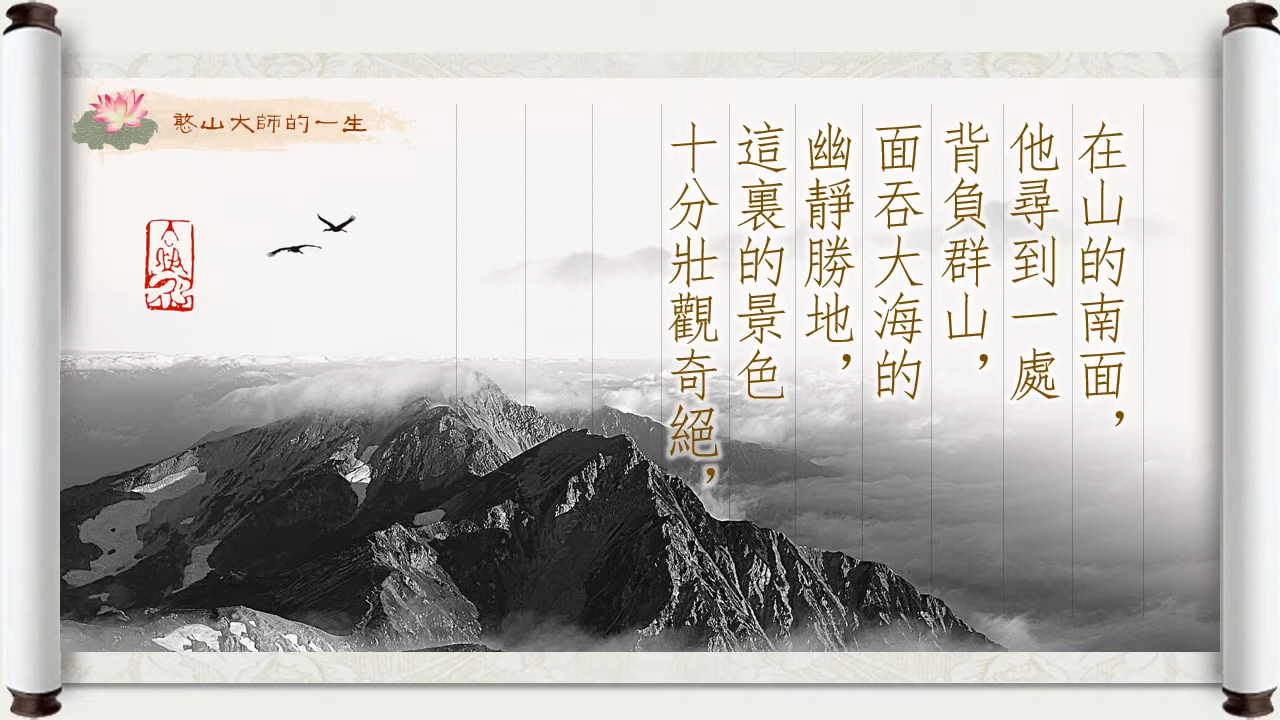 憨山大師的一生
在山的南面，
他尋到一處
背負群山，
面吞大海的
幽靜勝地，
這裏的景色
十分壯觀奇絕，